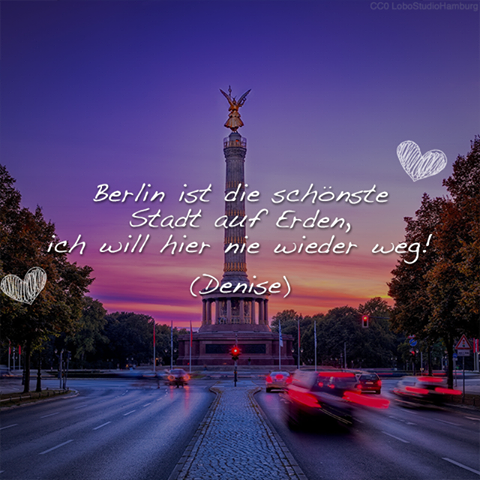 CC0 LoboStudioHamburg
Berlin ist die schönste
Stadt auf Erden,
ich will hier nie wieder weg!
(Denise)